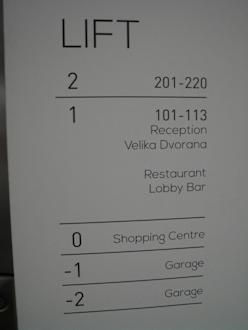 LIFT
2 201-220
1 101-113
Reception
Velika Dvorana
Restaurant
Lobby Bar
0 Shopping Centre
-1 Garage
-2 Garage